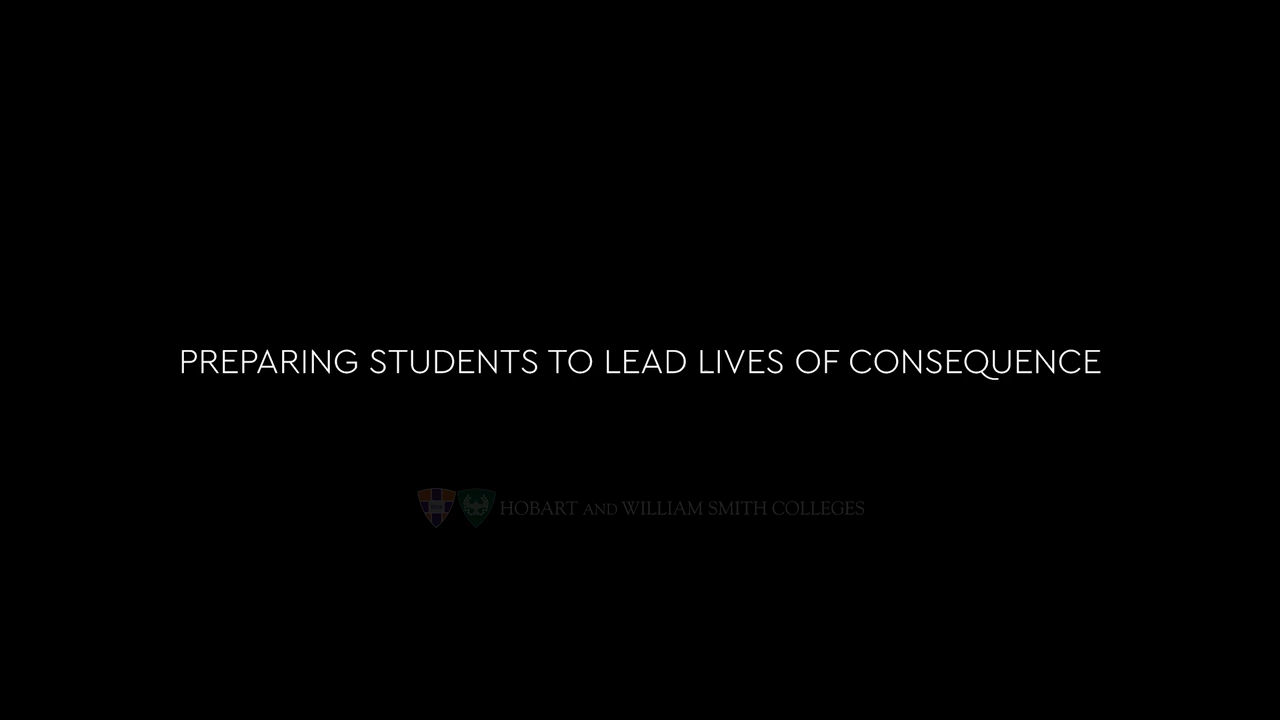 PREPARING STUDENTS TO LEAD LIVES OF CONSEQUENCE
HOBART AND WILLIAM SMITH COLLEGES